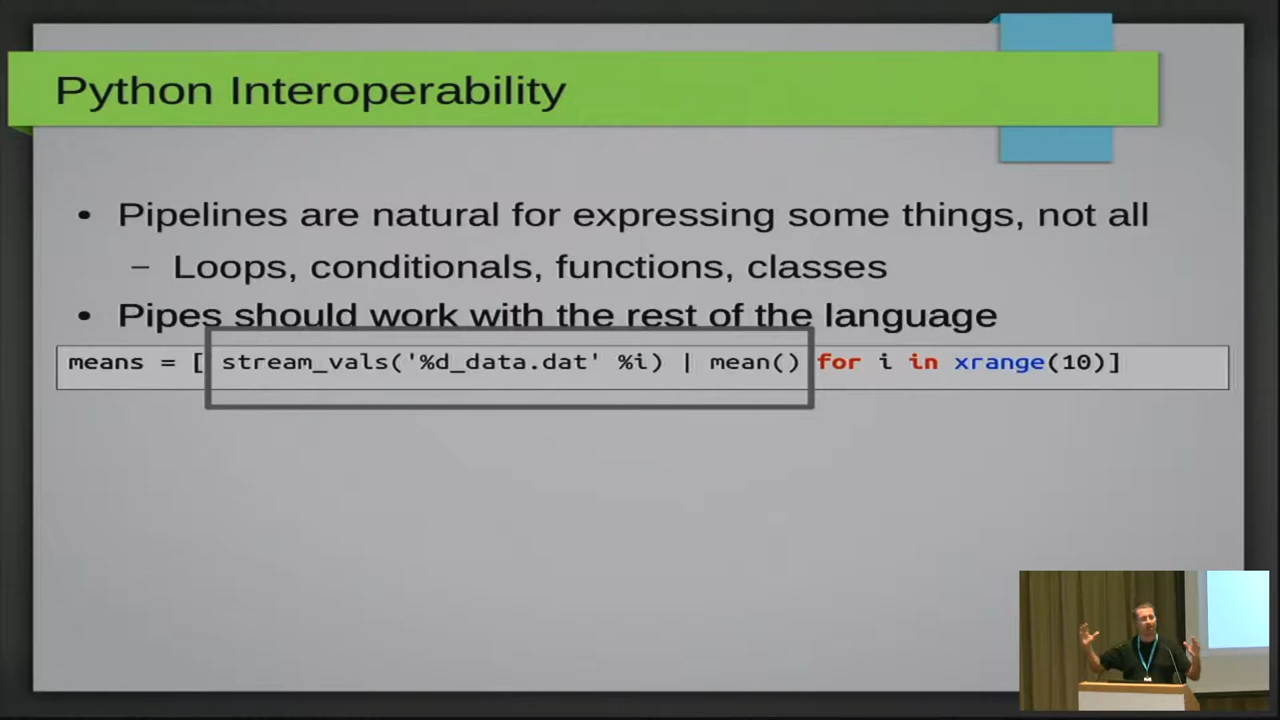 Python Interoperability
• Pipelines are natural for expressing some things, not all
– Loops, conditionals, functions, classes
• Pipes should work with the rest of the language
means = [ stream_vals('%d_data.dat' %i) | mean() for i in xrange(10)]